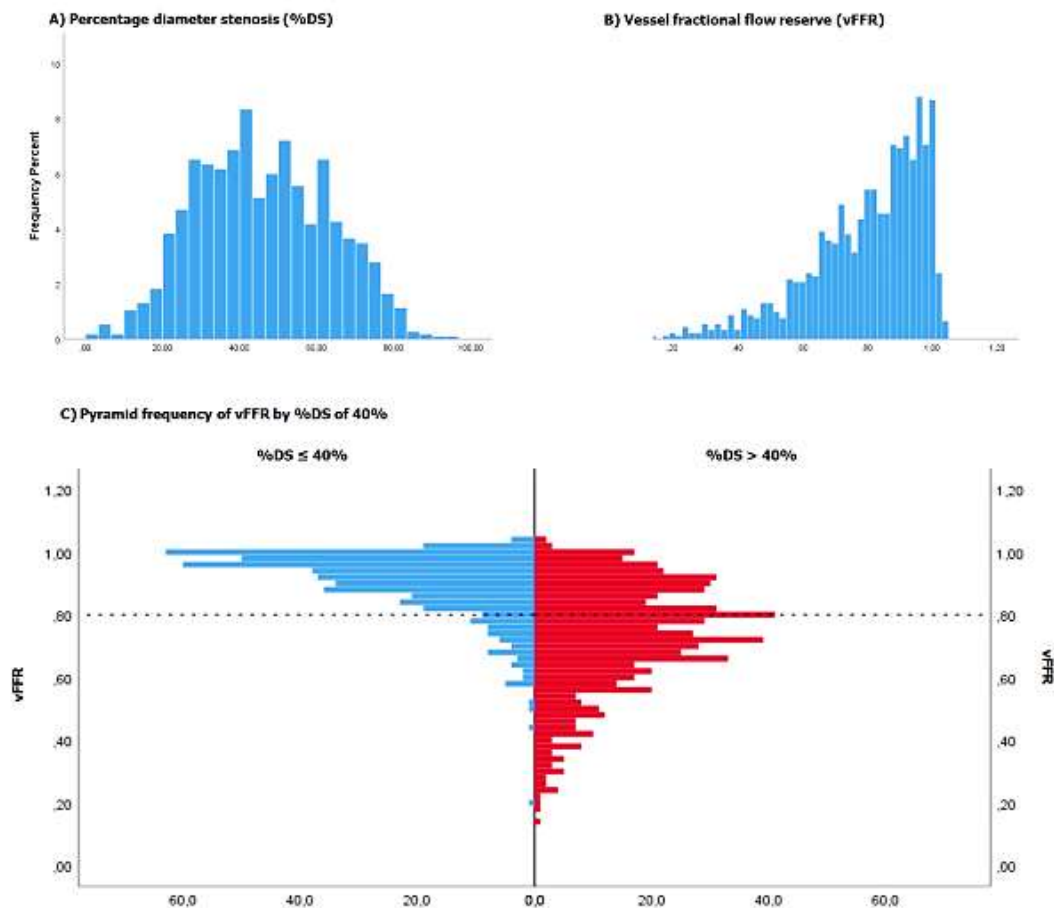 A) Percentage diameter stenosis (%DS)
B) Vessel fractional flow reserve (vFFR)
Frequency Percent
10
8
6
4
2
0
.00 20.00 40.00 60.00 80.00 100.00
.20 .40 .60 .80 1.00 1.20
C) Pyramid frequency of vFFR by %DS of 40%
%DS ≤ 40%
%DS > 40%
vFFR
1,20
1,00
,80
,60
,40
,20
,00
1,20
1,00
,80
,60
,40
,20
,00
vFFR
60,0 40,0 20,0 0,0 20,0 40,0 60,0